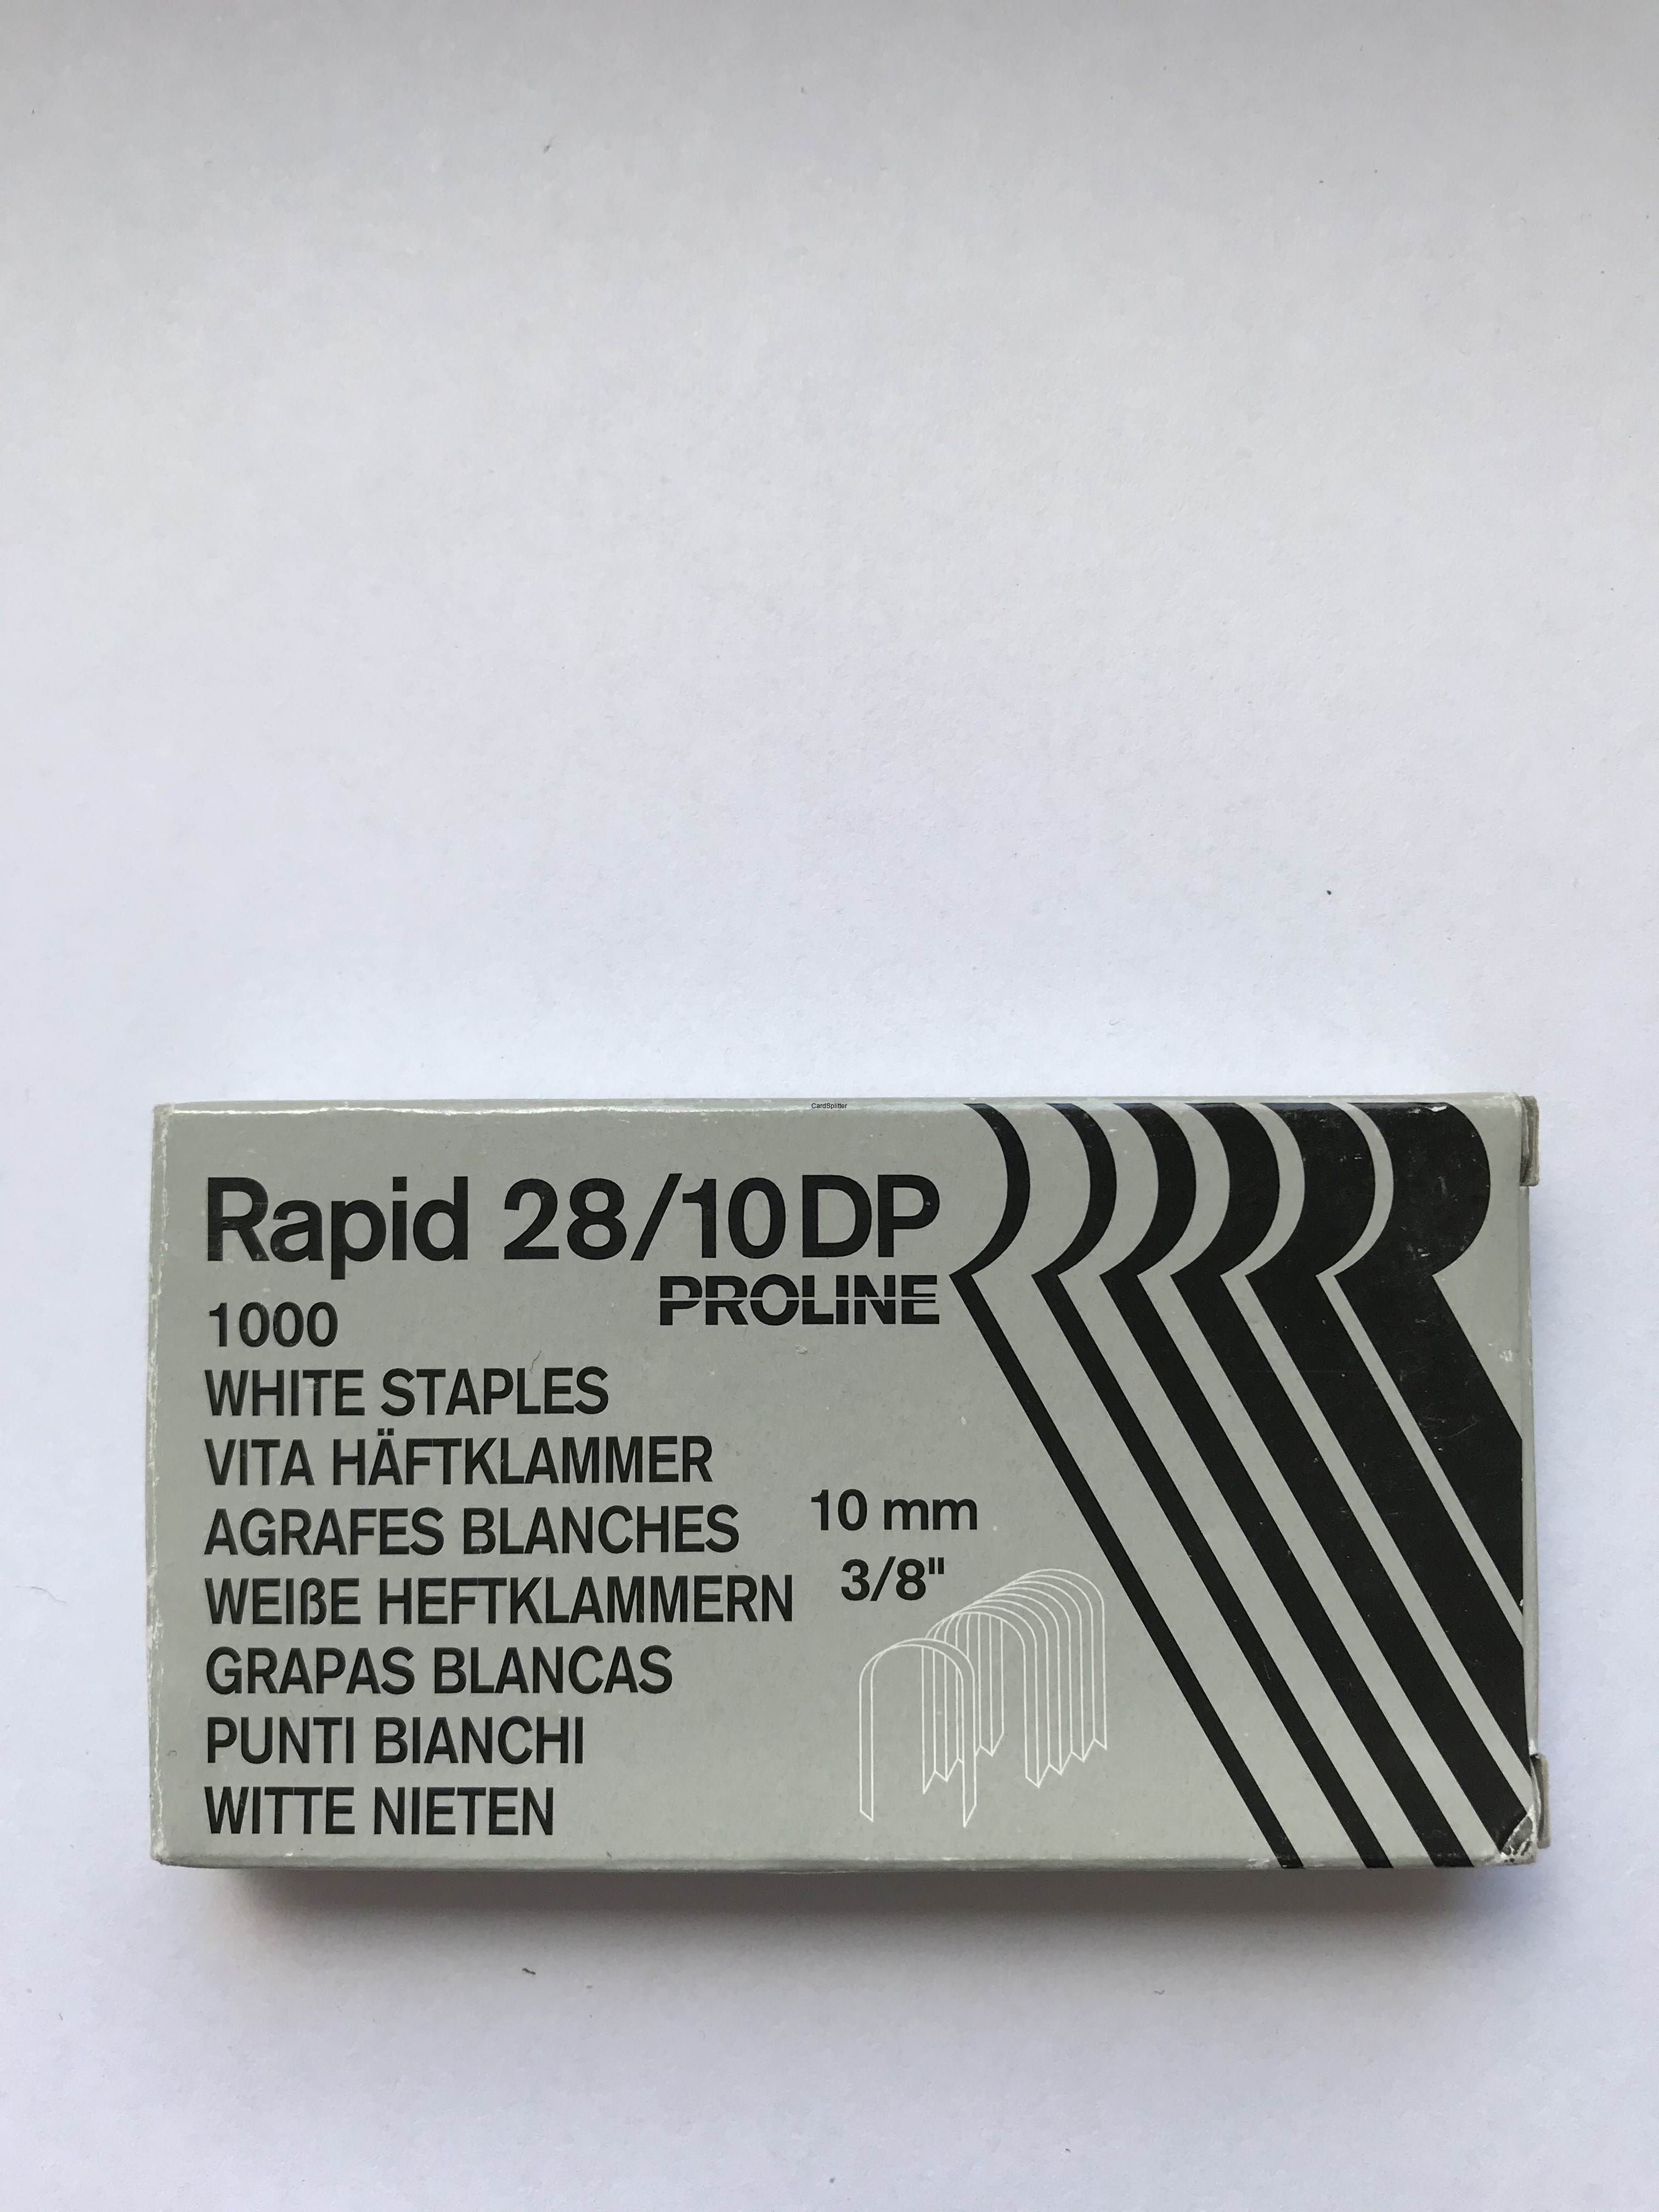 CardSplitter
Rapid 28/10 DP
PROLINE
1000
WHITE STAPLES
VITA HÄFTKLAMMER
AGRAFES BLANCHES
WEIßE HEFTKLAMMERN
GRAPAS BLANCAS
PUNTI BIANCHI
WITTE NIETEN
10 mm
3/8"